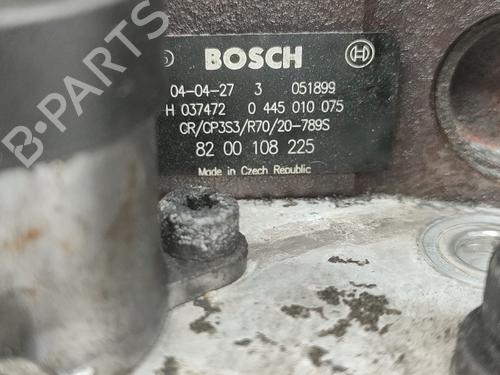 BOSCH
04-04-27 3 051899
H 037472 0 445 010 075
CR/CP3S3/R70/20-789S
82 00 108 225
Made in Czech Republic